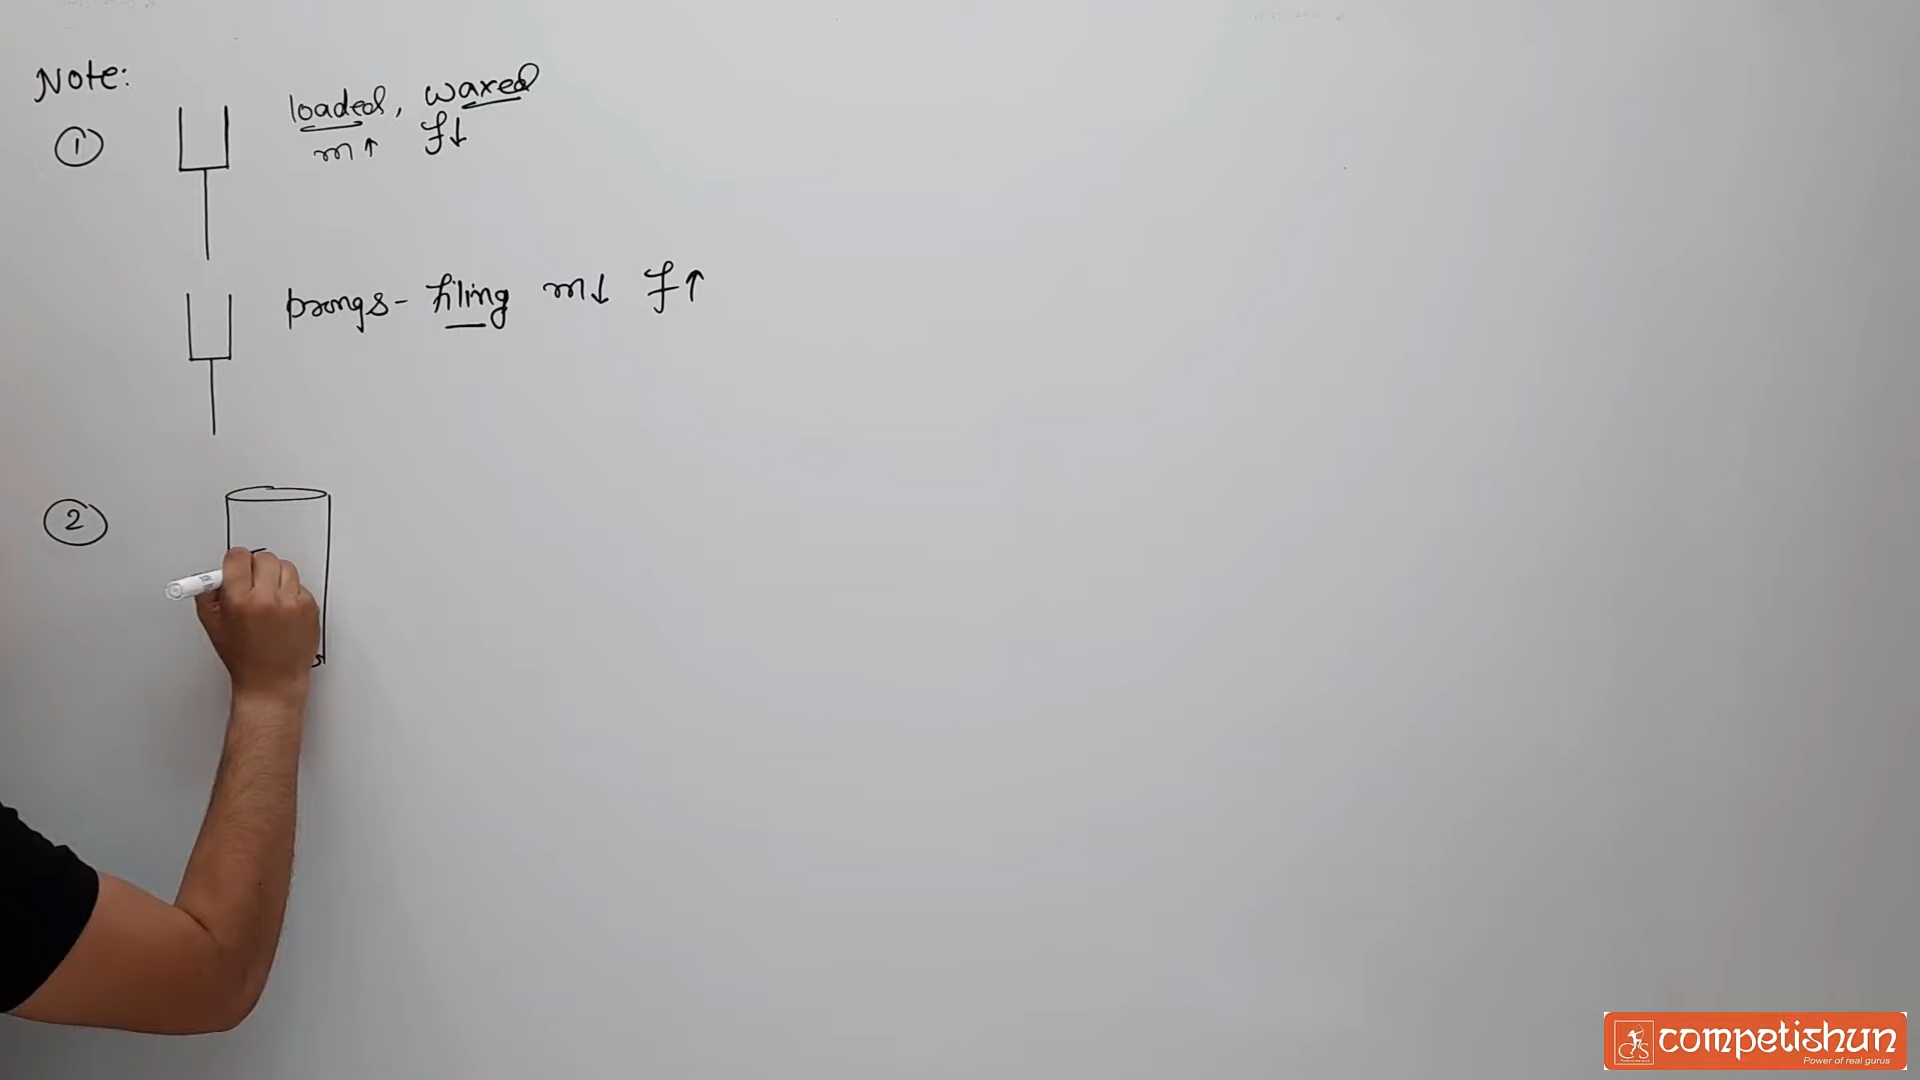 Note:
① loaded, waxed
m↑ f↓
prongs - filing m↓ f↑
②
competishun
Power of real gurus